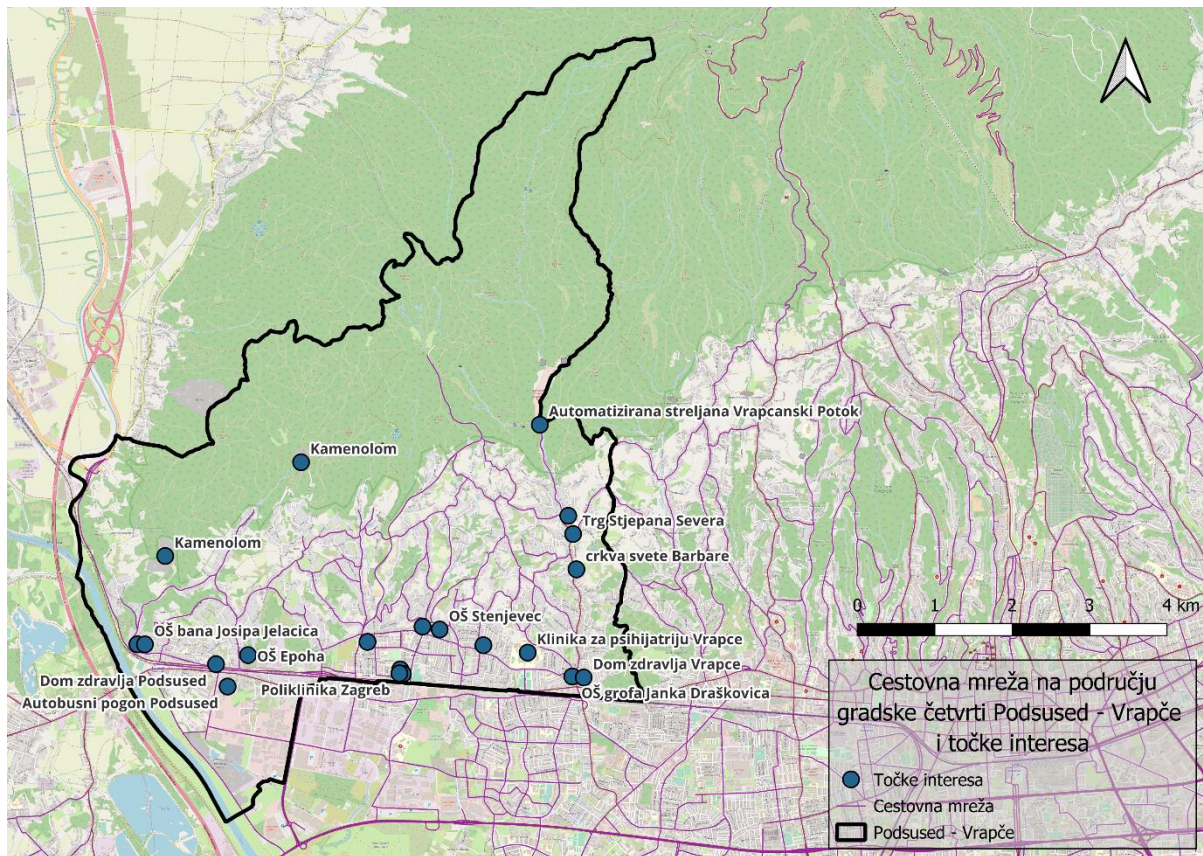 Automatizirana streljana Vrapcanski Potok
Kamenolom
Trg Stjepana Severa
Kamenolom
crkva svete Barbare
OŠ Stenjevec
OŠ bana Josipa Jelacica
Klinika za psihijatriju Vrapce
OŠ Epoha
Dom zdravlja Vrapce
Dom zdravlja Podsused
Poliklinika Zagreb
OŠ grofa Janka Draškovica
Autobusni pogon Podsused
0 1 2 3 4 km
Cestovna mreža na području
gradske četvrti Podsused - Vrapče
i točke interesa
Točke interesa
Cestovna mreža
Podsused - Vrapče